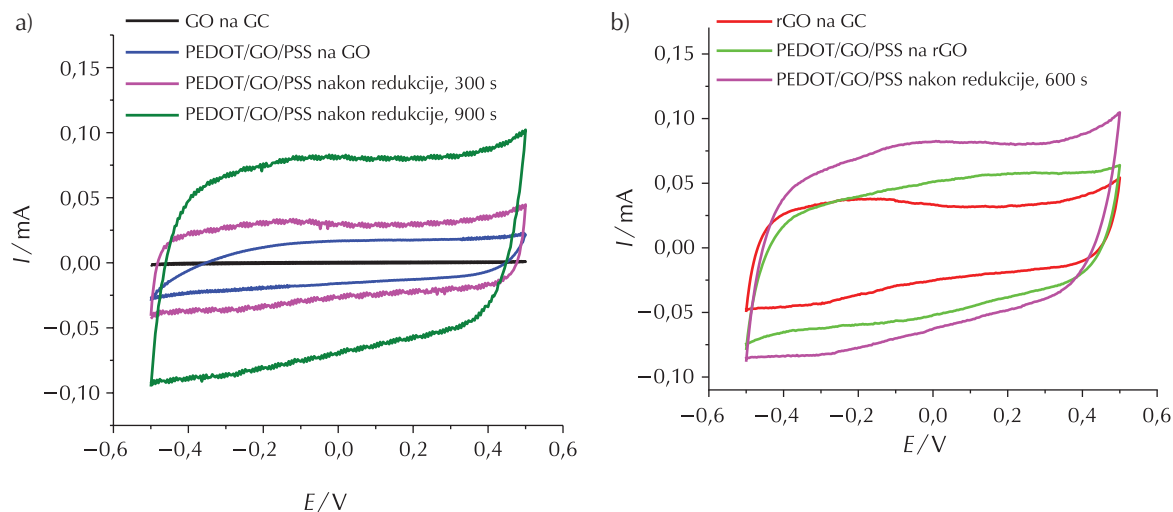 a)
GO na GC
PEDOT/GO/PSS na GO
PEDOT/GO/PSS nakon redukcije, 300 s
PEDOT/GO/PSS nakon redukcije, 900 s
0,15
0,10
0,05
0,00
−0,05
−0,10
I / mA
−0,6 −0,4 −0,2 0,0 0,2 0,4 0,6
E / V
b)
rGO na GC
PEDOT/GO/PSS na rGO
PEDOT/GO/PSS nakon redukcije, 600 s
0,15
0,10
0,05
0,00
−0,05
−0,10
I / mA
−0,6 −0,4 −0,2 0,0 0,2 0,4 0,6
E / V